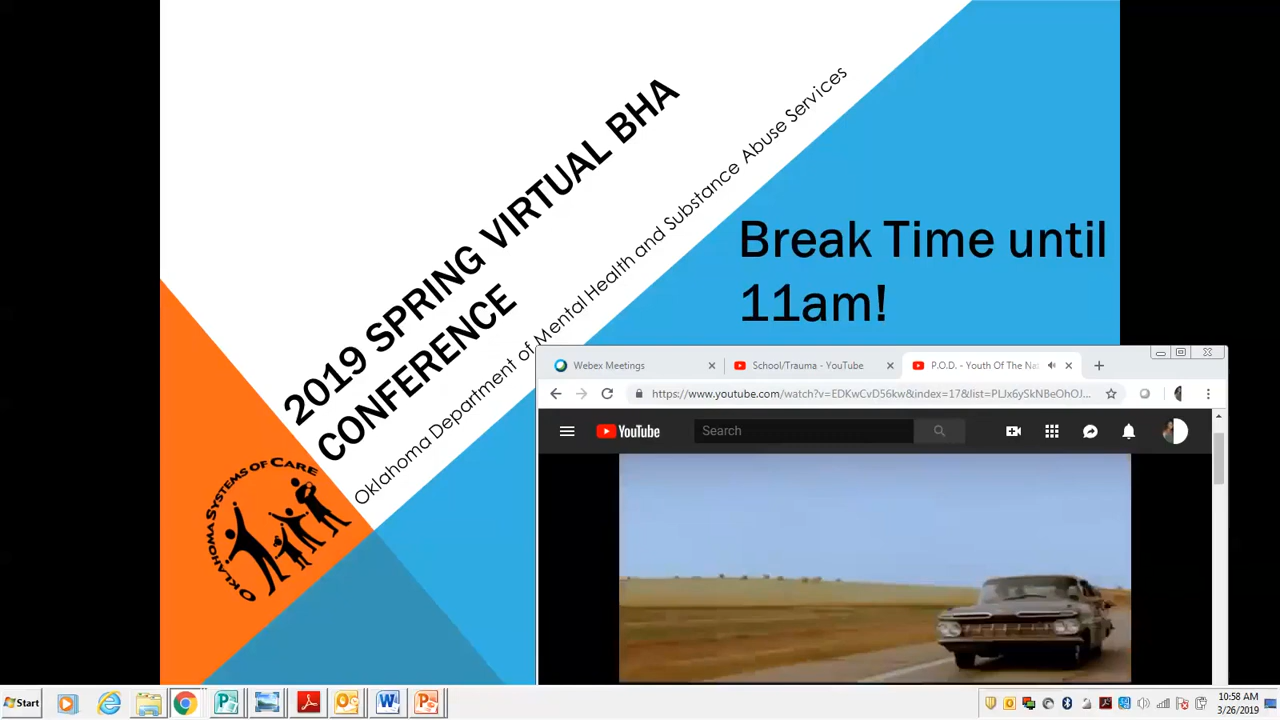 2019 SPRING VIRTUAL BHA
CONFERENCE
Oklahoma Department of Mental Health and Substance Abuse Services
Break Time until
11am!
OKLAHOMA SYSTEMS OF CARE
Webex Meetings
School/Trauma - YouTube
P.O.D. - Youth Of The Na
https://www.youtube.com/watch?v=EDKwCvD56kw&index=17&list=PLJx6ySkNBeOhOJ...
YouTube
Search
Start
10:58 AM
3/26/2019